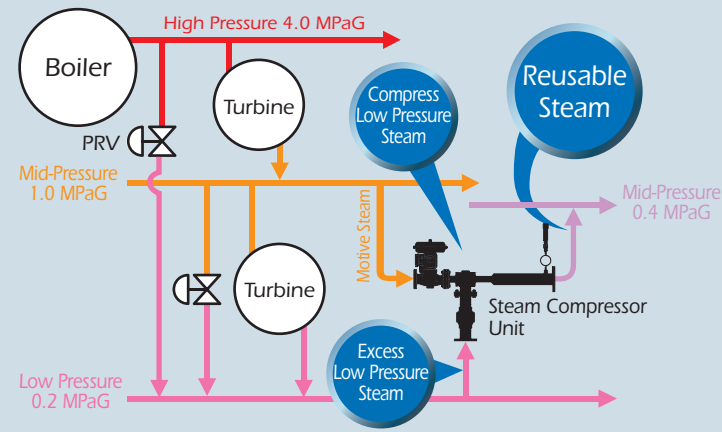 High Pressure 4.0 MPaG
Boiler
Turbine
PRV
Compress
Low Pressure
Steam
Reusable
Steam
Mid-Pressure
1.0 MPaG
Mid-Pressure
0.4 MPaG
Motive Steam
Turbine
Steam Compressor
Unit
Excess
Low Pressure
Steam
Low Pressure
0.2 MPaG